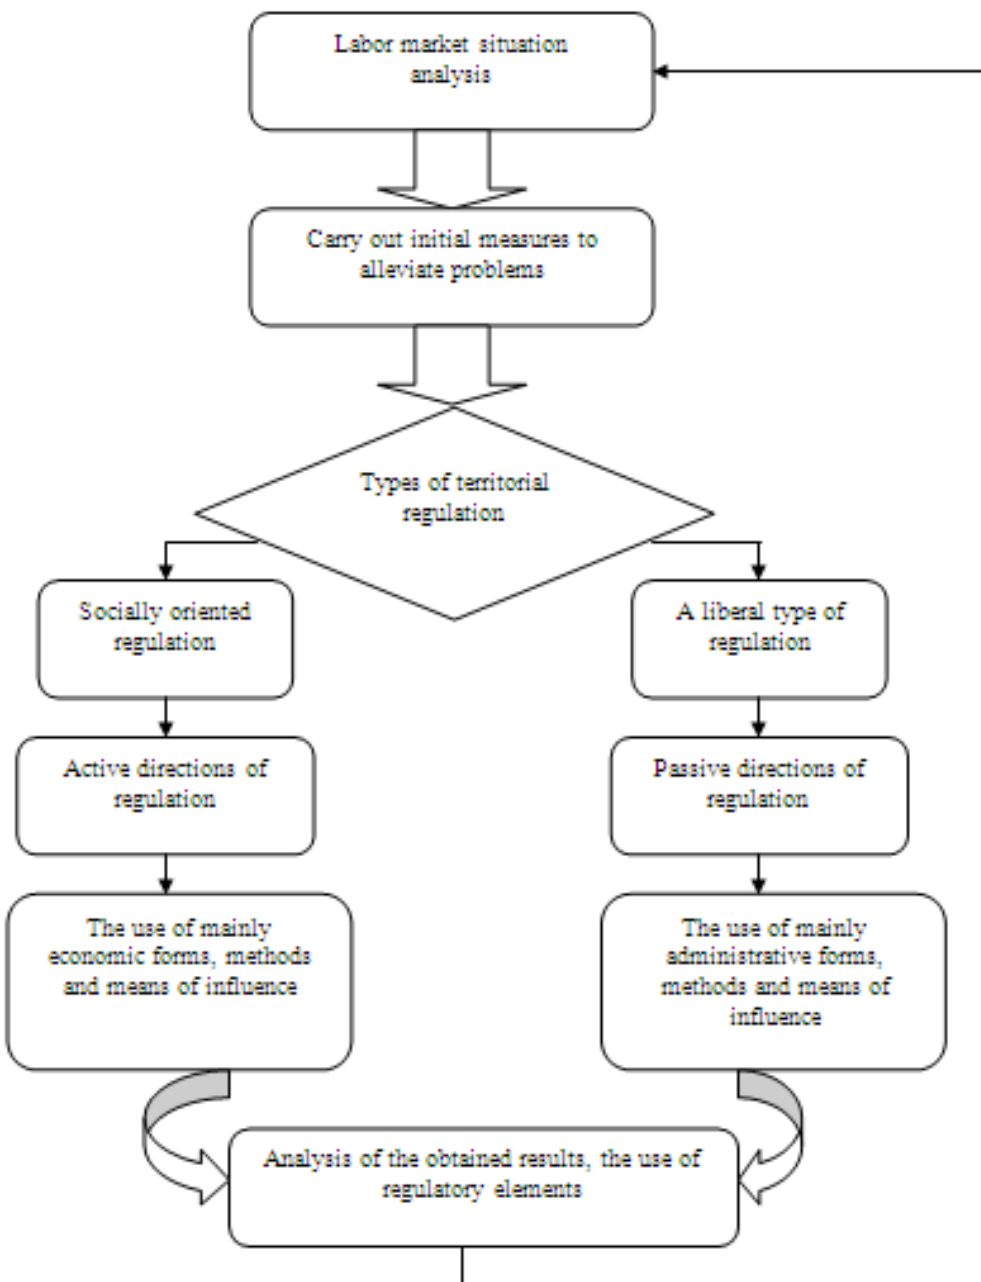 Labor market situation
analysis
Carry out initial measures to
alleviate problems
Types of territorial
regulation
Socially oriented
regulation
A liberal type of
regulation
Active directions of
regulation
Passive directions of
regulation
The use of mainly
economic forms, methods
and means of influence
The use of mainly
administrative forms,
methods and means of
influence
Analysis of the obtained results, the use of
regulatory elements